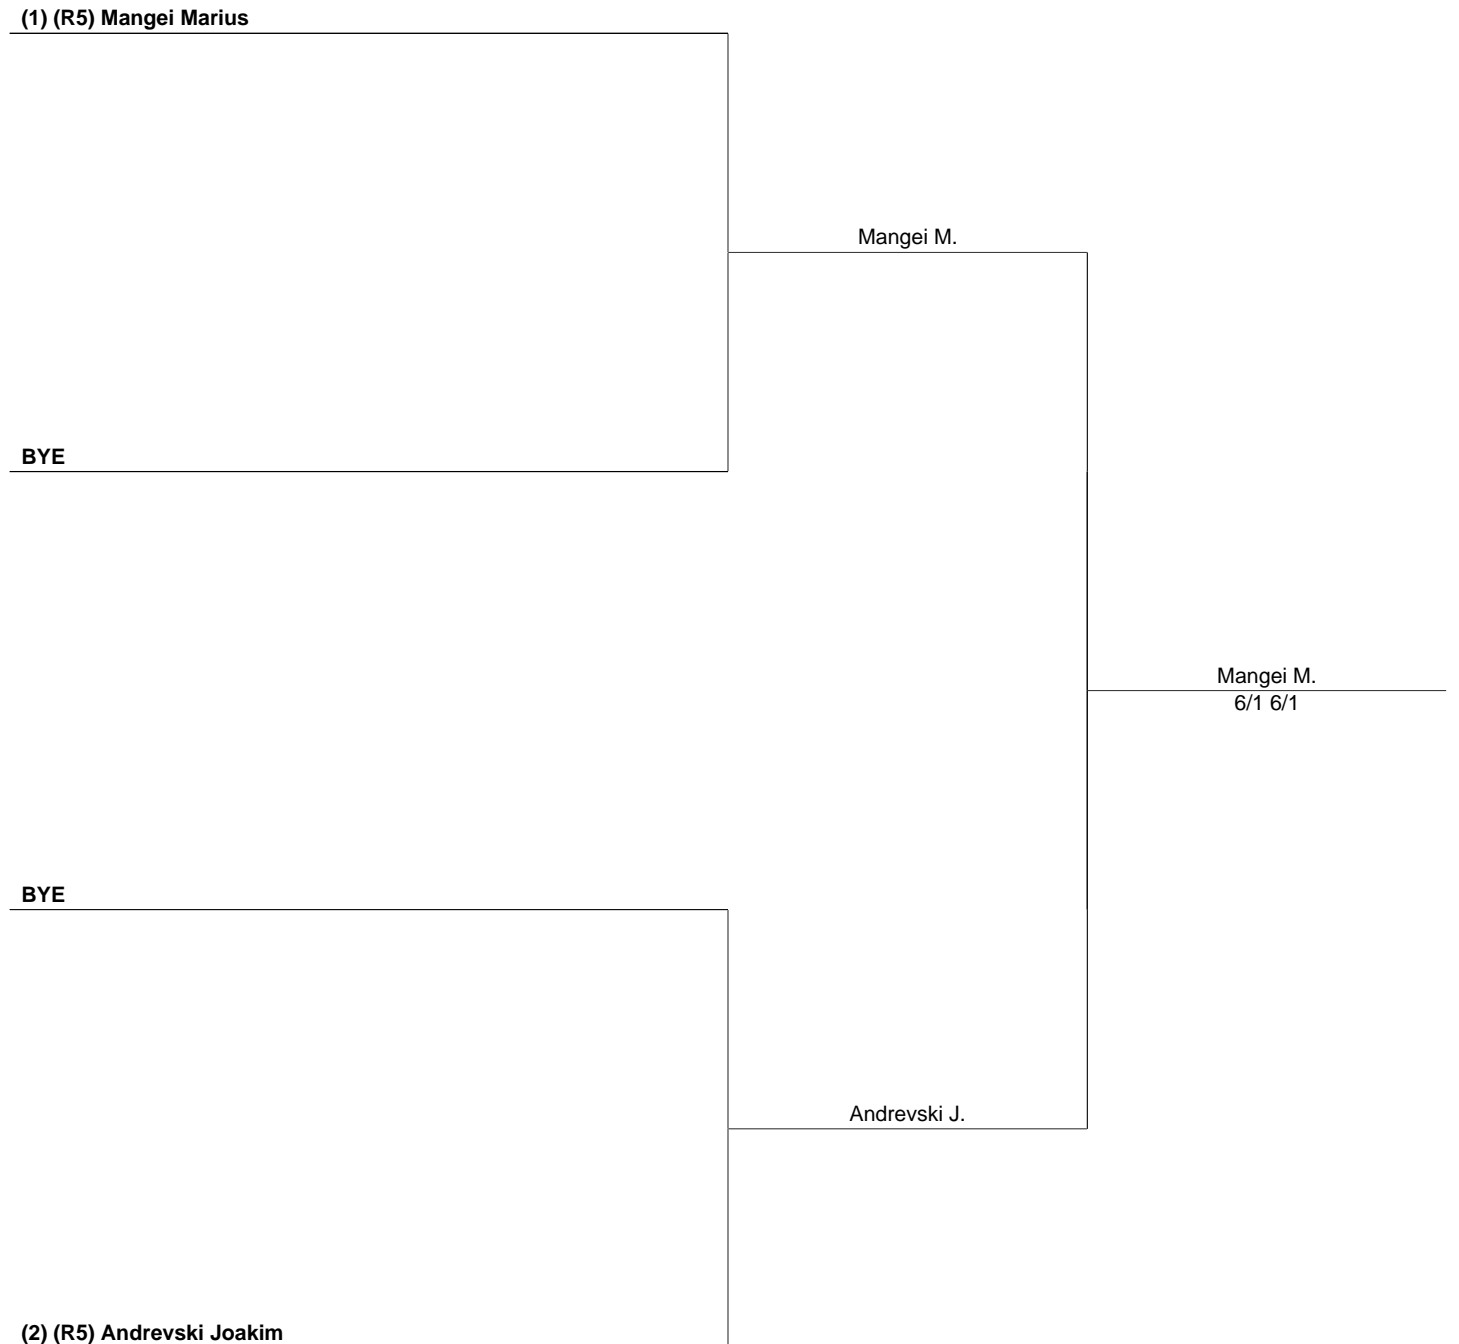 (1) (R5) Mangei Marius
Mangei M.
BYE
Mangei M.
6/1 6/1
BYE
Andrevski J.
(2) (R5) Andrevski Joakim